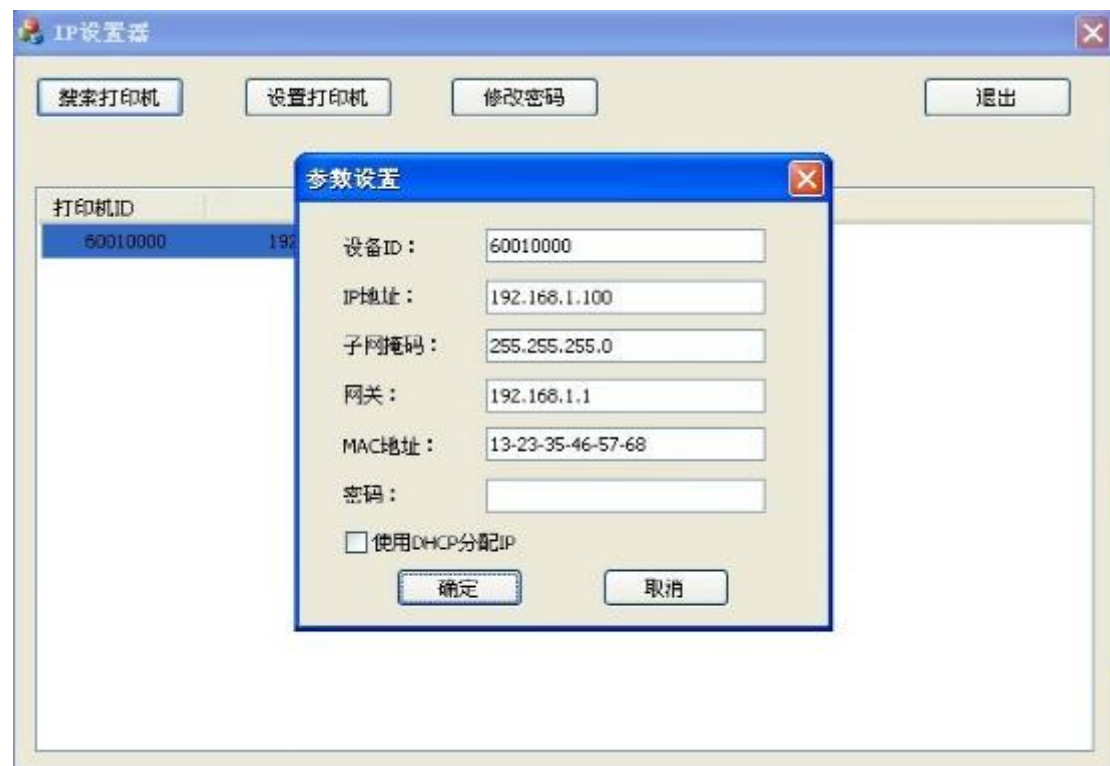 IP设置器
搜索打印机 设置打印机 修改密码 退出
参数设置
打印机ID
60010000 192
设备ID： 60010000
IP地址： 192.168.1.100
子网掩码： 255.255.255.0
网关： 192.168.1.1
MAC地址： 13-23-35-46-57-68
密码：
使用DHCP分配IP
确定 取消